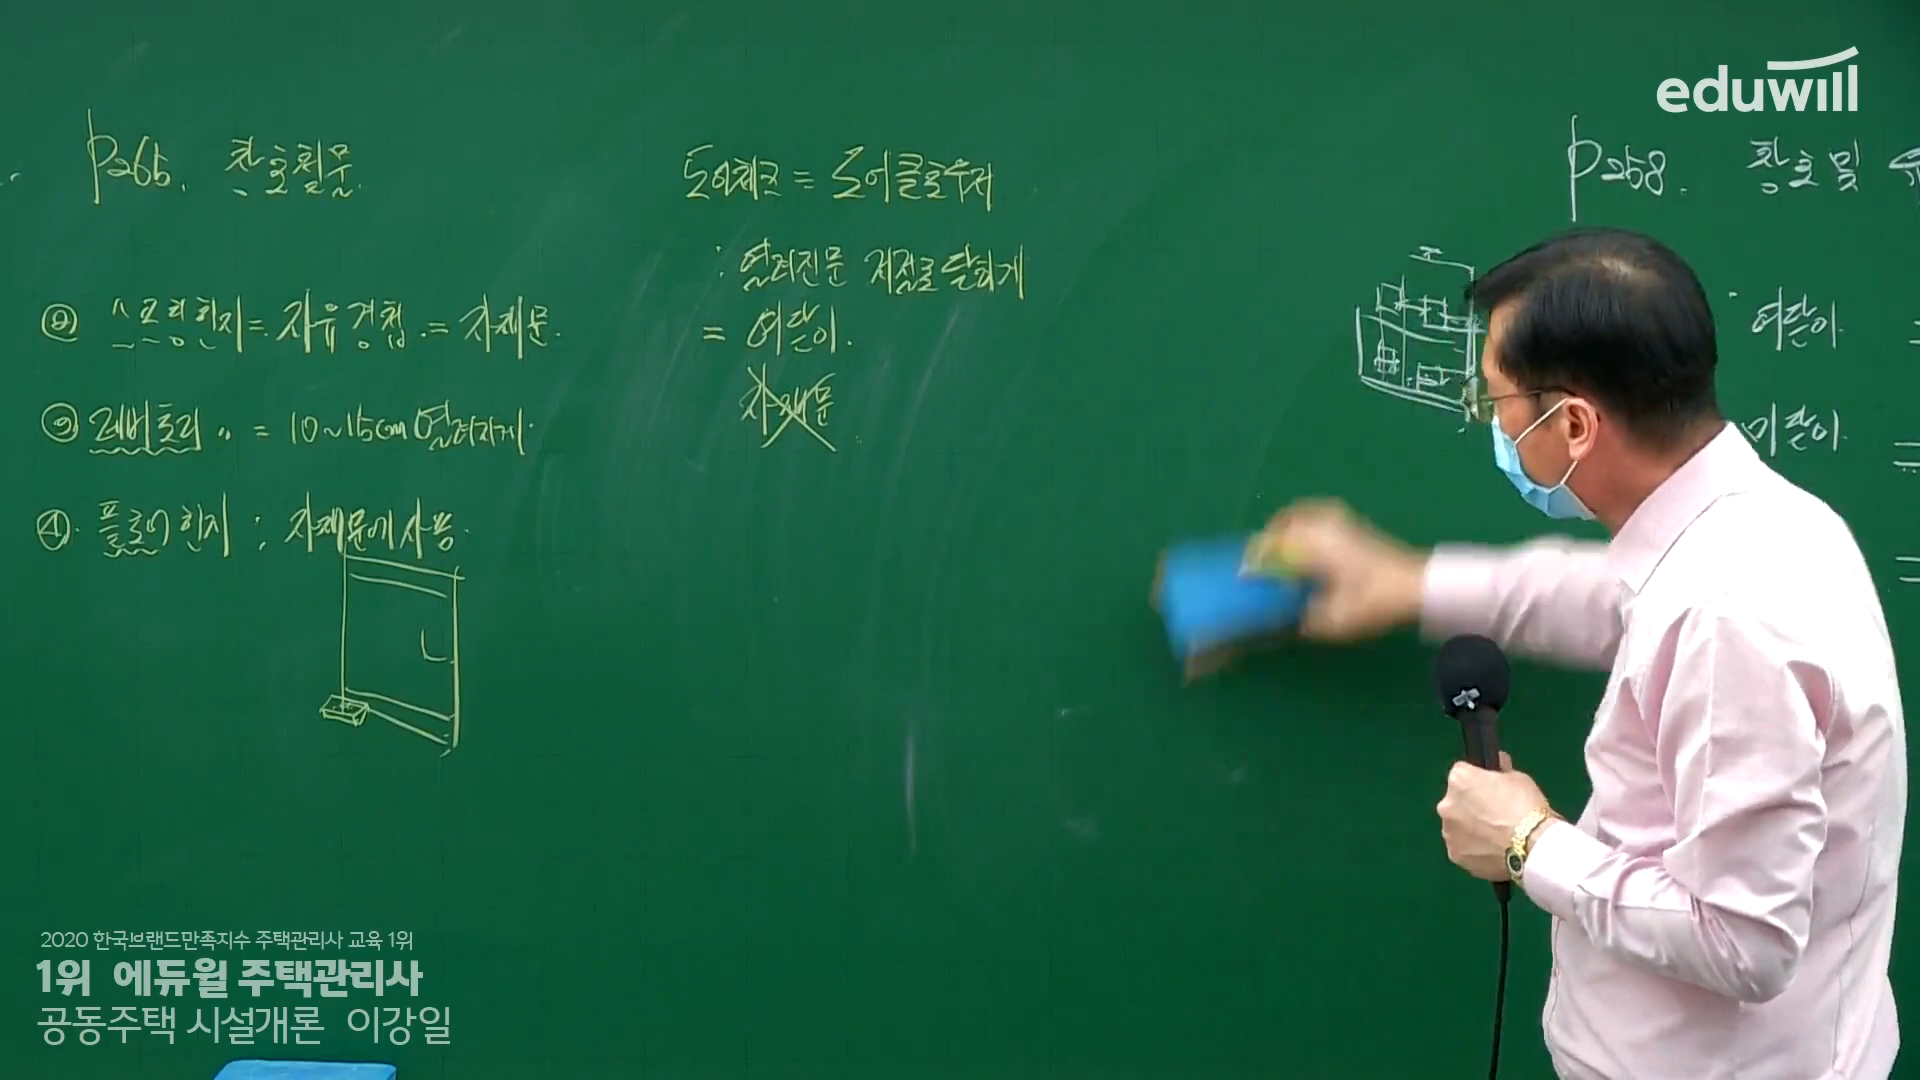 eduwill
p265. 창호철물
② 스프링힌지 = 자유경첩. = 자재문.
③ 레버토리 〃 = 10~15cm 열려지게.
④. 플로어힌지 ; 자재문에 사용.
도어체크 = 도어클로우저
: 열려진문 저절로 닫히게
= 여닫이.
자재문
p258. 창호 및
여닫이 =
미닫이. =
=
2020 한국브랜드만족지수 주택관리사 교육 1위
1위 에듀윌 주택관리사
공동주택 시설개론 이강일